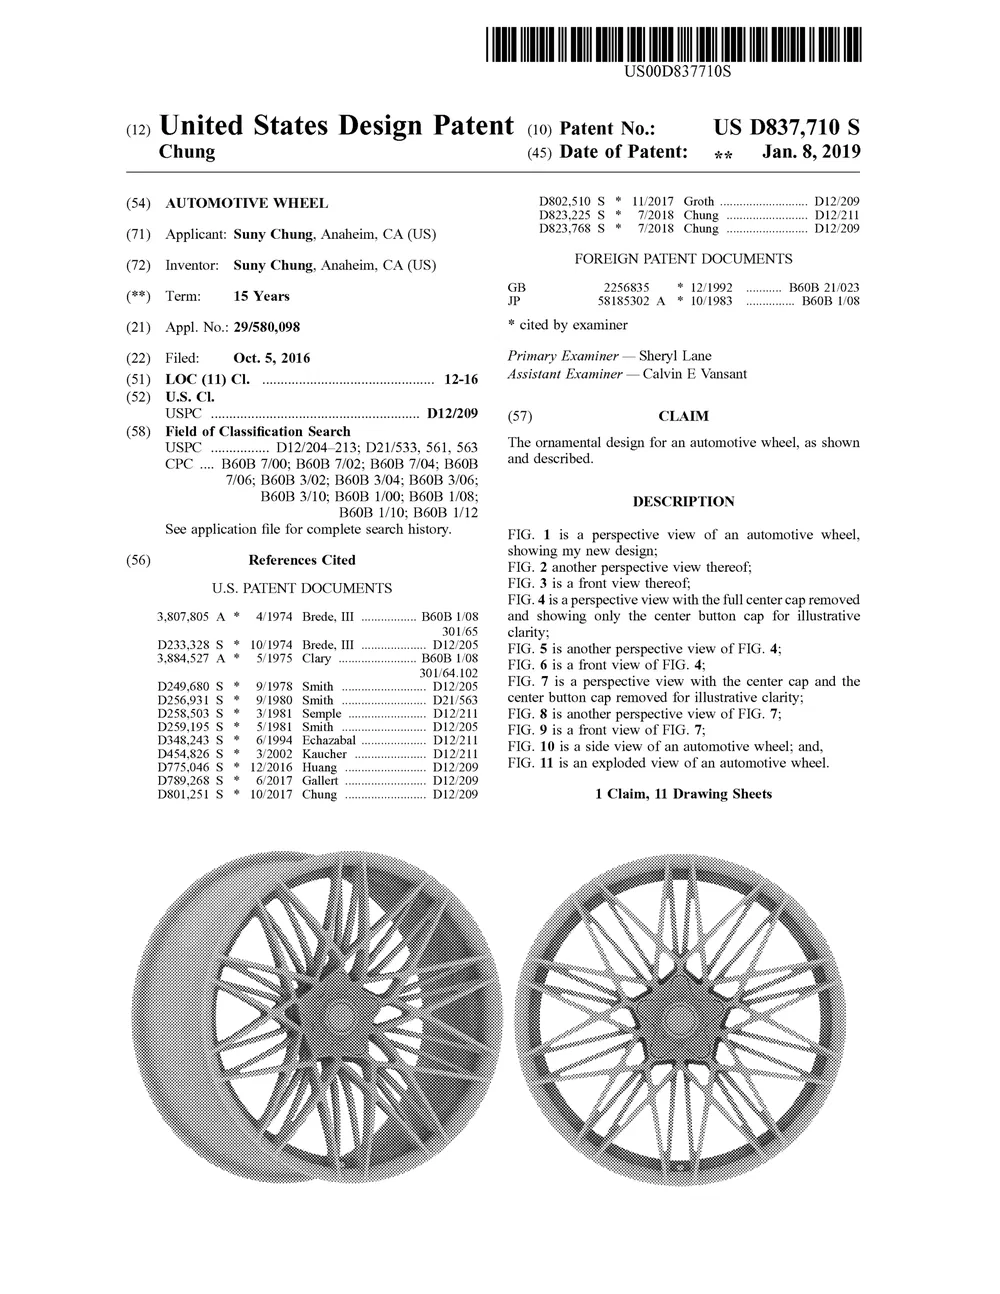 US00D837710S
(12) United States Design Patent
Chung
(10) Patent No.: US D837,710 S
(45) Date of Patent: ** Jan. 8, 2019
(54) AUTOMOTIVE WHEEL
(71) Applicant: Suny Chung, Anaheim, CA (US)
(72) Inventor: Suny Chung, Anaheim, CA (US)
(**) Term: 15 Years
(21) Appl. No.: 29/580,098
(22) Filed: Oct. 5, 2016
(51) LOC (11) Cl. ............................................... 12-16
(52) U.S. Cl.
USPC ......................................................... D12/209
(58) Field of Classification Search
USPC ................ D12/204–213; D21/533, 561, 563
CPC .... B60B 7/00; B60B 7/02; B60B 7/04; B60B
7/06; B60B 3/02; B60B 3/04; B60B 3/06;
B60B 3/10; B60B 1/00; B60B 1/08;
B60B 1/10; B60B 1/12
See application file for complete search history.
(56) References Cited
U.S. PATENT DOCUMENTS
3,807,805 A * 4/1974 Brede, III ................. B60B 1/08
301/65
D233,328 S * 10/1974 Brede, III .................... D12/205
3,884,527 A * 5/1975 Clary ........................ B60B 1/08
301/64.102
D249,680 S * 9/1978 Smith .......................... D12/205
D256,931 S * 9/1980 Smith .......................... D21/563
D258,503 S * 3/1981 Semple ........................ D12/211
D259,195 S * 5/1981 Smith .......................... D12/205
D348,243 S * 6/1994 Echazabal .................... D12/211
D454,826 S * 3/2002 Kaucher ...................... D12/211
D775,046 S * 12/2016 Huang ......................... D12/209
D789,268 S * 6/2017 Gallert ......................... D12/209
D801,251 S * 10/2017 Chung ......................... D12/209
D802,510 S * 11/2017 Groth ........................... D12/209
D823,225 S * 7/2018 Chung ......................... D12/211
D823,768 S * 7/2018 Chung ......................... D12/209
FOREIGN PATENT DOCUMENTS
GB 2256835 * 12/1992 ........... B60B 21/023
JP 58185302 A * 10/1983 ............... B60B 1/08
* cited by examiner
Primary Examiner — Sheryl Lane
Assistant Examiner — Calvin E Vansant
(57) CLAIM
The ornamental design for an automotive wheel, as shown
and described.
DESCRIPTION
FIG. 1 is a perspective view of an automotive wheel,
showing my new design;
FIG. 2 another perspective view thereof;
FIG. 3 is a front view thereof;
FIG. 4 is a perspective view with the full center cap removed
and showing only the center button cap for illustrative
clarity;
FIG. 5 is another perspective view of FIG. 4;
FIG. 6 is a front view of FIG. 4;
FIG. 7 is a perspective view with the center cap and the
center button cap removed for illustrative clarity;
FIG. 8 is another perspective view of FIG. 7;
FIG. 9 is a front view of FIG. 7;
FIG. 10 is a side view of an automotive wheel; and,
FIG. 11 is an exploded view of an automotive wheel.
1 Claim, 11 Drawing Sheets